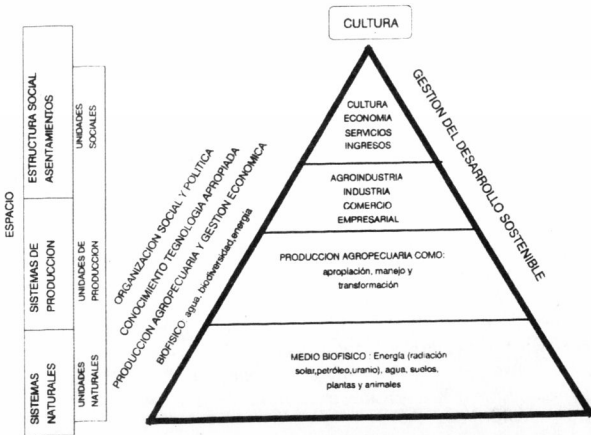 CULTURA
ESPACIO
ESTRUCTURA SOCIAL
ASENTAMIENTOS
SISTEMAS DE
PRODUCCION
SISTEMAS
NATURALES
UNIDADES
SOCIALES
UNIDADES DE
PRODUCCION
UNIDADES
NATURALES
ORGANIZACION SOCIAL Y POLITICA
CONOCIMIENTO TEGNOLOGIA APROPIADA
PRODUCCION AGROPECUARIA Y GESTION ECONOMICA
BIOFISICO agua, biodiversidad,energía
CULTURA
ECONOMIA
SERVICIOS
INGRESOS
AGROINDUSTRIA
INDUSTRIA
COMERCIO
EMPRESARIAL
PRODUCCION AGROPECUARIA COMO:
apropiación, manejo y
transformación
MEDIO BIOFISICO : Energía (radiación
solar,petróleo,uranio), agua, suelos,
plantas y animales
GESTION DEL DESARROLLO SOSTENIBLE